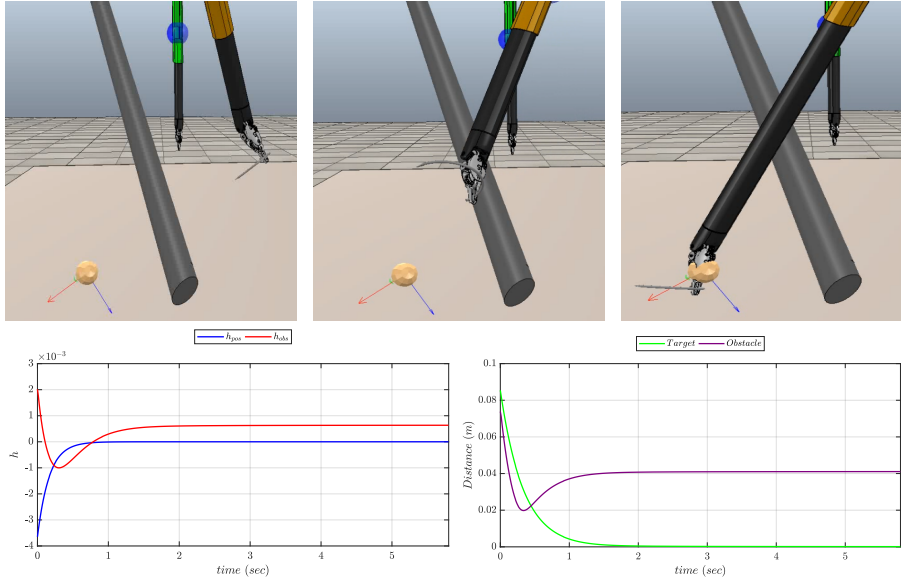 h_pos h_obs
×10^-3
3
2
1
0
-1
-2
-3
-4
h
0 1 2 3 4 5
time (sec)
Target Obstacle
0.1
0.08
0.06
0.04
0.02
0
Distance (m)
0 1 2 3 4 5
time (sec)